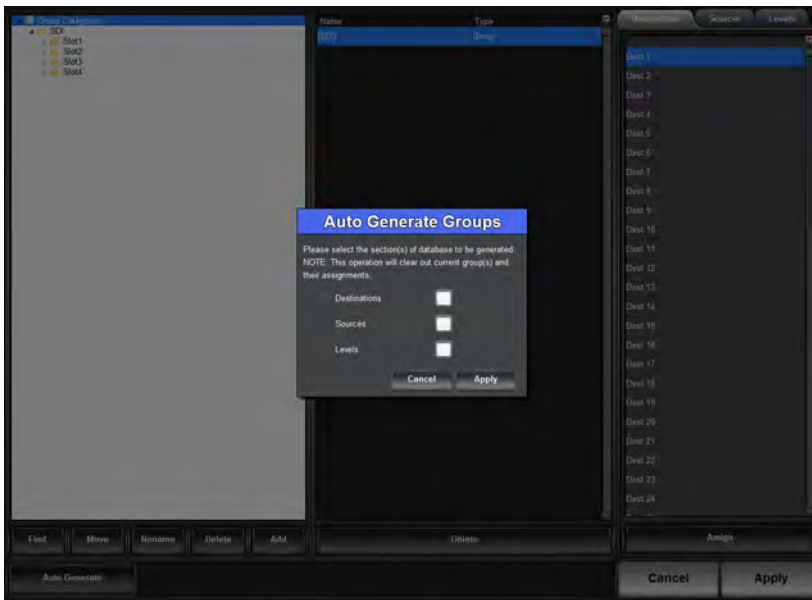 Group Categories
SDI
Slot1
Slot2
Slot3
Slot4
Name Type
[SDI] Group
Destinations Sources Levels
Dest 1
Dest 2
Dest 3
Dest 4
Dest 5
Dest 6
Dest 7
Dest 8
Dest 9
Dest 10
Dest 11
Dest 12
Dest 13
Dest 14
Dest 15
Dest 16
Dest 17
Dest 18
Dest 19
Dest 20
Dest 21
Dest 22
Dest 23
Dest 24
Auto Generate Groups
Please select the section(s) of database to be generated.
NOTE: This operation will clear out current group(s) and
their assignments.
Destinations
Sources
Levels
Cancel Apply
Find Move Rename Delete Add
Delete
Assign
Auto Generate
Cancel Apply